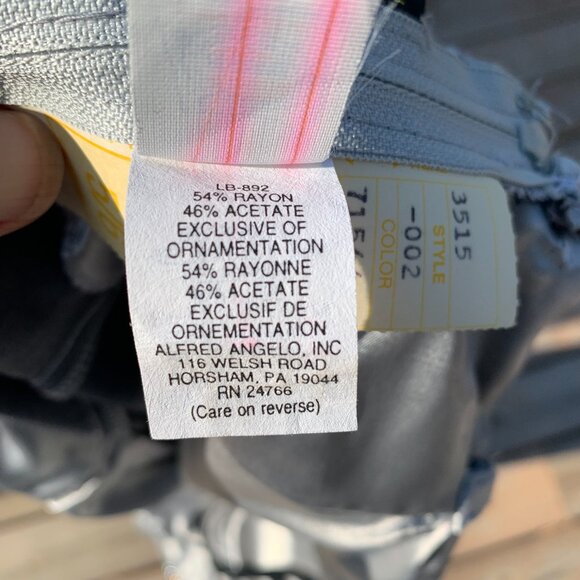 LB-892
54% RAYON
46% ACETATE
EXCLUSIVE OF
ORNAMENTATION
54% RAYONNE
46% ACETATE
EXCLUSIF DE
ORNEMENTATION
ALFRED ANGELO, INC
116 WELSH ROAD
HORSHAM, PA 19044
RN 24766
(Care on reverse)
3515
STYLE
-002
COLOR